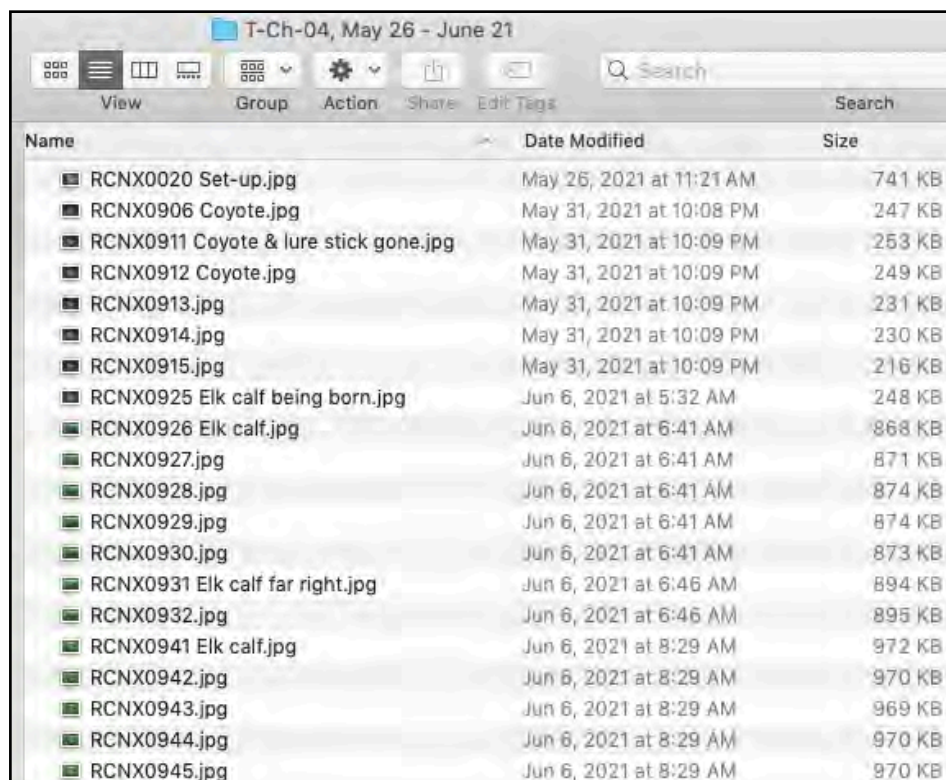 T-Ch-04, May 26 - June 21
Search
View Group Action Share Edit Tags Search
Name Date Modified Size
RCNX0020 Set-up.jpg May 26, 2021 at 11:21 AM 741 KB
RCNX0906 Coyote.jpg May 31, 2021 at 10:08 PM 247 KB
RCNX0911 Coyote & lure stick gone.jpg May 31, 2021 at 10:09 PM 253 KB
RCNX0912 Coyote.jpg May 31, 2021 at 10:09 PM 249 KB
RCNX0913.jpg May 31, 2021 at 10:09 PM 231 KB
RCNX0914.jpg May 31, 2021 at 10:09 PM 230 KB
RCNX0915.jpg May 31, 2021 at 10:09 PM 216 KB
RCNX0925 Elk calf being born.jpg Jun 6, 2021 at 5:32 AM 248 KB
RCNX0926 Elk calf.jpg Jun 6, 2021 at 6:41 AM 868 KB
RCNX0927.jpg Jun 6, 2021 at 6:41 AM 871 KB
RCNX0928.jpg Jun 6, 2021 at 6:41 AM 874 KB
RCNX0929.jpg Jun 6, 2021 at 6:41 AM 874 KB
RCNX0930.jpg Jun 6, 2021 at 6:41 AM 873 KB
RCNX0931 Elk calf far right.jpg Jun 6, 2021 at 6:46 AM 894 KB
RCNX0932.jpg Jun 6, 2021 at 6:46 AM 895 KB
RCNX0941 Elk calf.jpg Jun 6, 2021 at 8:29 AM 972 KB
RCNX0942.jpg Jun 6, 2021 at 8:29 AM 970 KB
RCNX0943.jpg Jun 6, 2021 at 8:29 AM 969 KB
RCNX0944.jpg Jun 6, 2021 at 8:29 AM 970 KB
RCNX0945.jpg Jun 6, 2021 at 8:29 AM 970 KB